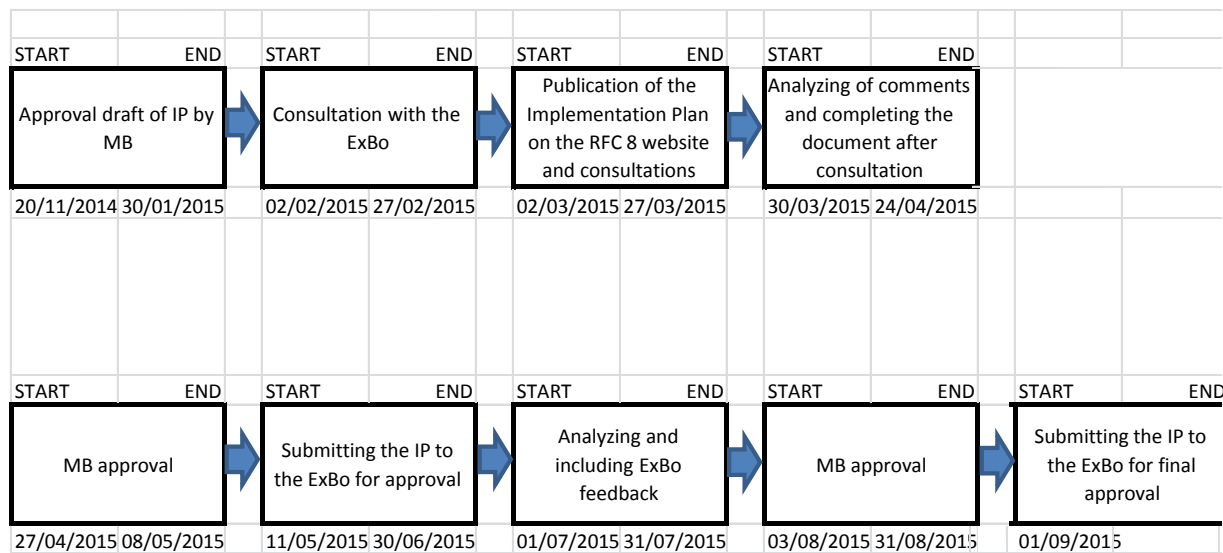 START END START END START END START END
Approval draft of IP by
MB
Consultation with the
ExBo
Publication of the
Implementation Plan
on the RFC 8 website
and consultations
Analyzing of comments
and completing the
document after
consultation
20/11/2014 30/01/2015 02/02/2015 27/02/2015 02/03/2015 27/03/2015 30/03/2015 24/04/2015
START END START END START END START END START END
MB approval
Submitting the IP to
the ExBo for approval
Analyzing and
including ExBo
feedback
MB approval
Submitting the IP to
the ExBo for final
approval
27/04/2015 08/05/2015 11/05/2015 30/06/2015 01/07/2015 31/07/2015 03/08/2015 31/08/2015 01/09/2015